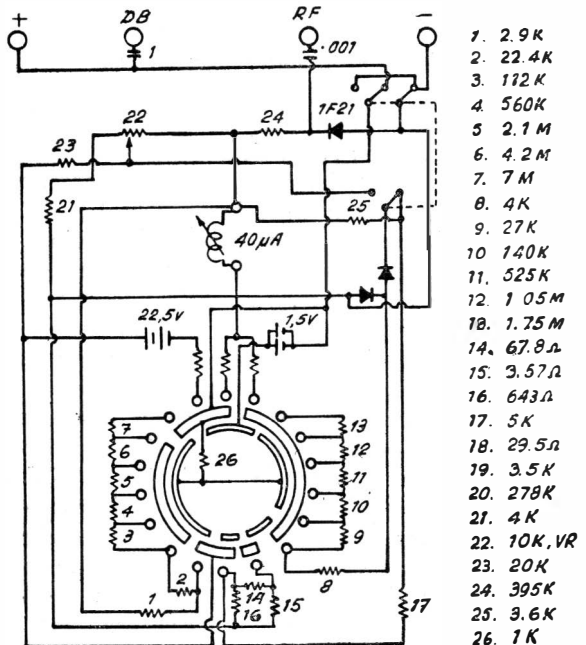 + DB RF −
1 .001
1F21
22 24
23
21 25
40µA
22,5V 1,5V
7 13
6 12
5 26 11
4 10
3 9
2 14 8
1 16 15 17
1. 2.9K
2. 22.4K
3. 112K
4. 560K
5 2.1M
6. 4.2M
7. 7M
8. 4K
9. 27K
10 140K
11. 525K
12. 1 05M
13. 1.75M
14. 67.8Ω
15. 3.57Ω
16. 643Ω
17. 5K
18. 29.5Ω
19. 3.5K
20. 278K
21. 4K
22. 10K,VR
23. 20K
24. 395K
25. 3.6K
26. 1K